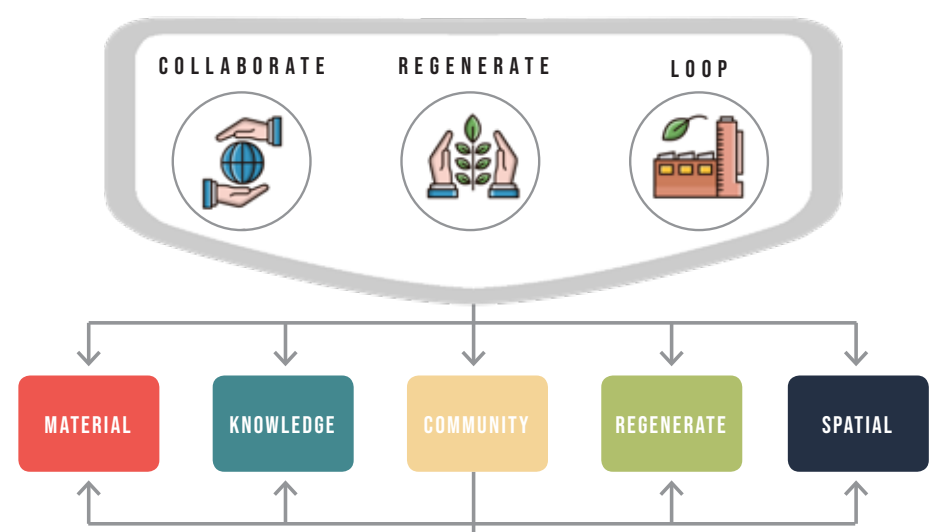 COLLABORATE
REGENERATE
LOOP
MATERIAL
KNOWLEDGE
COMMUNITY
REGENERATE
SPATIAL